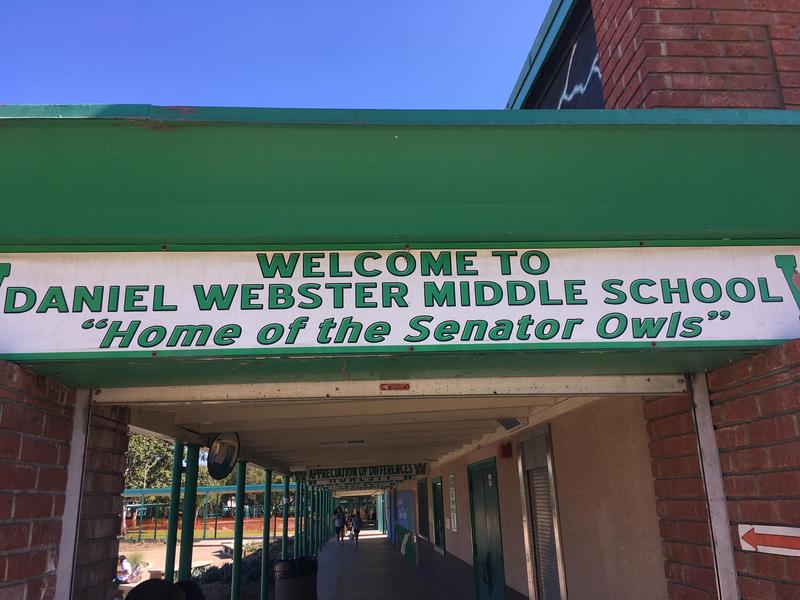 WELCOME TO
DANIEL WEBSTER MIDDLE SCHOOL
"Home of the Senator Owls"
APPRECIATION OF DIFFERENCES